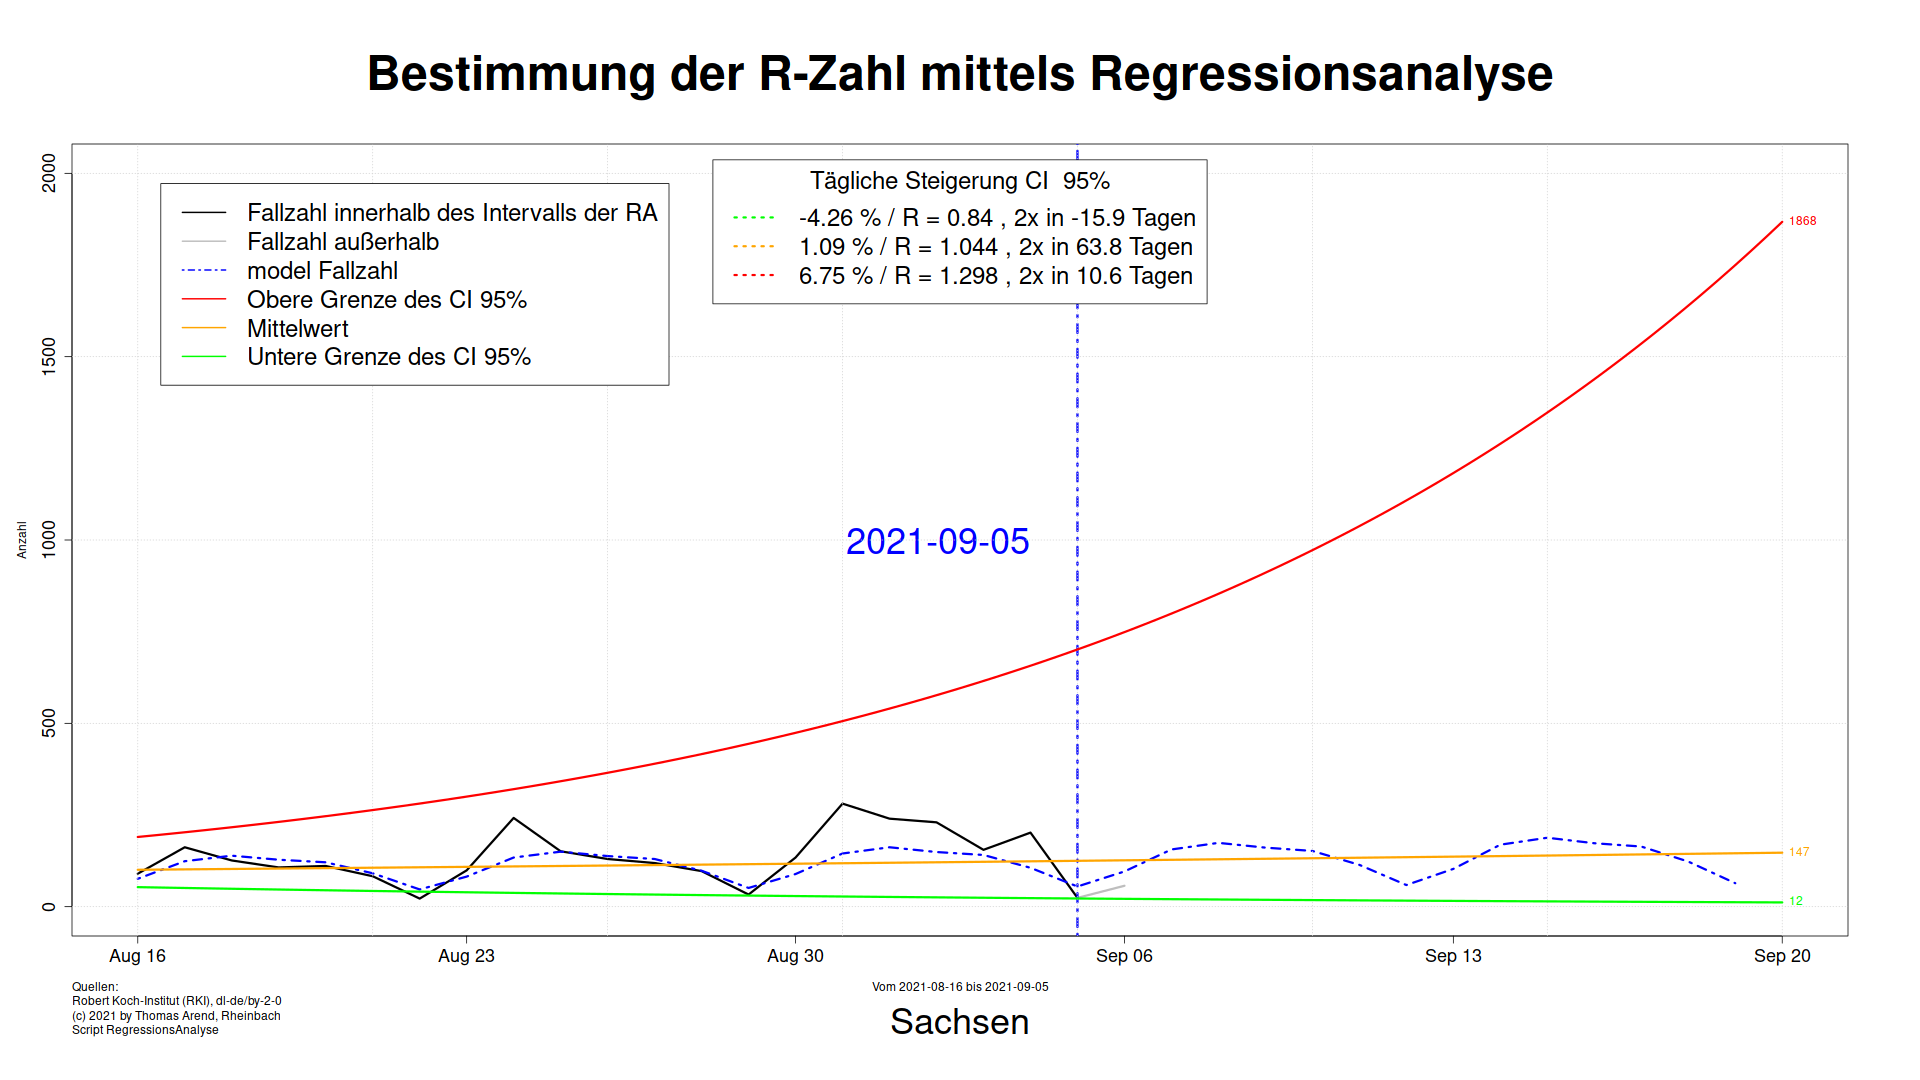 Bestimmung der R-Zahl mittels Regressionsanalyse
Fallzahl innerhalb des Intervalls der RA
Fallzahl außerhalb
model Fallzahl
Obere Grenze des CI 95%
Mittelwert
Untere Grenze des CI 95%
Tägliche Steigerung CI 95%
-4.26 % / R = 0.84 , 2x in -15.9 Tagen
1.09 % / R = 1.044 , 2x in 63.8 Tagen
6.75 % / R = 1.298 , 2x in 10.6 Tagen
2021-09-05
1868
147
12
Anzahl
2000
1500
1000
500
0
Aug 16
Aug 23
Aug 30
Sep 06
Sep 13
Sep 20
Quellen:
Robert Koch-Institut (RKI), dl-de/by-2-0
(c) 2021 by Thomas Arend, Rheinbach
Script RegressionsAnalyse
Vom 2021-08-16 bis 2021-09-05
Sachsen